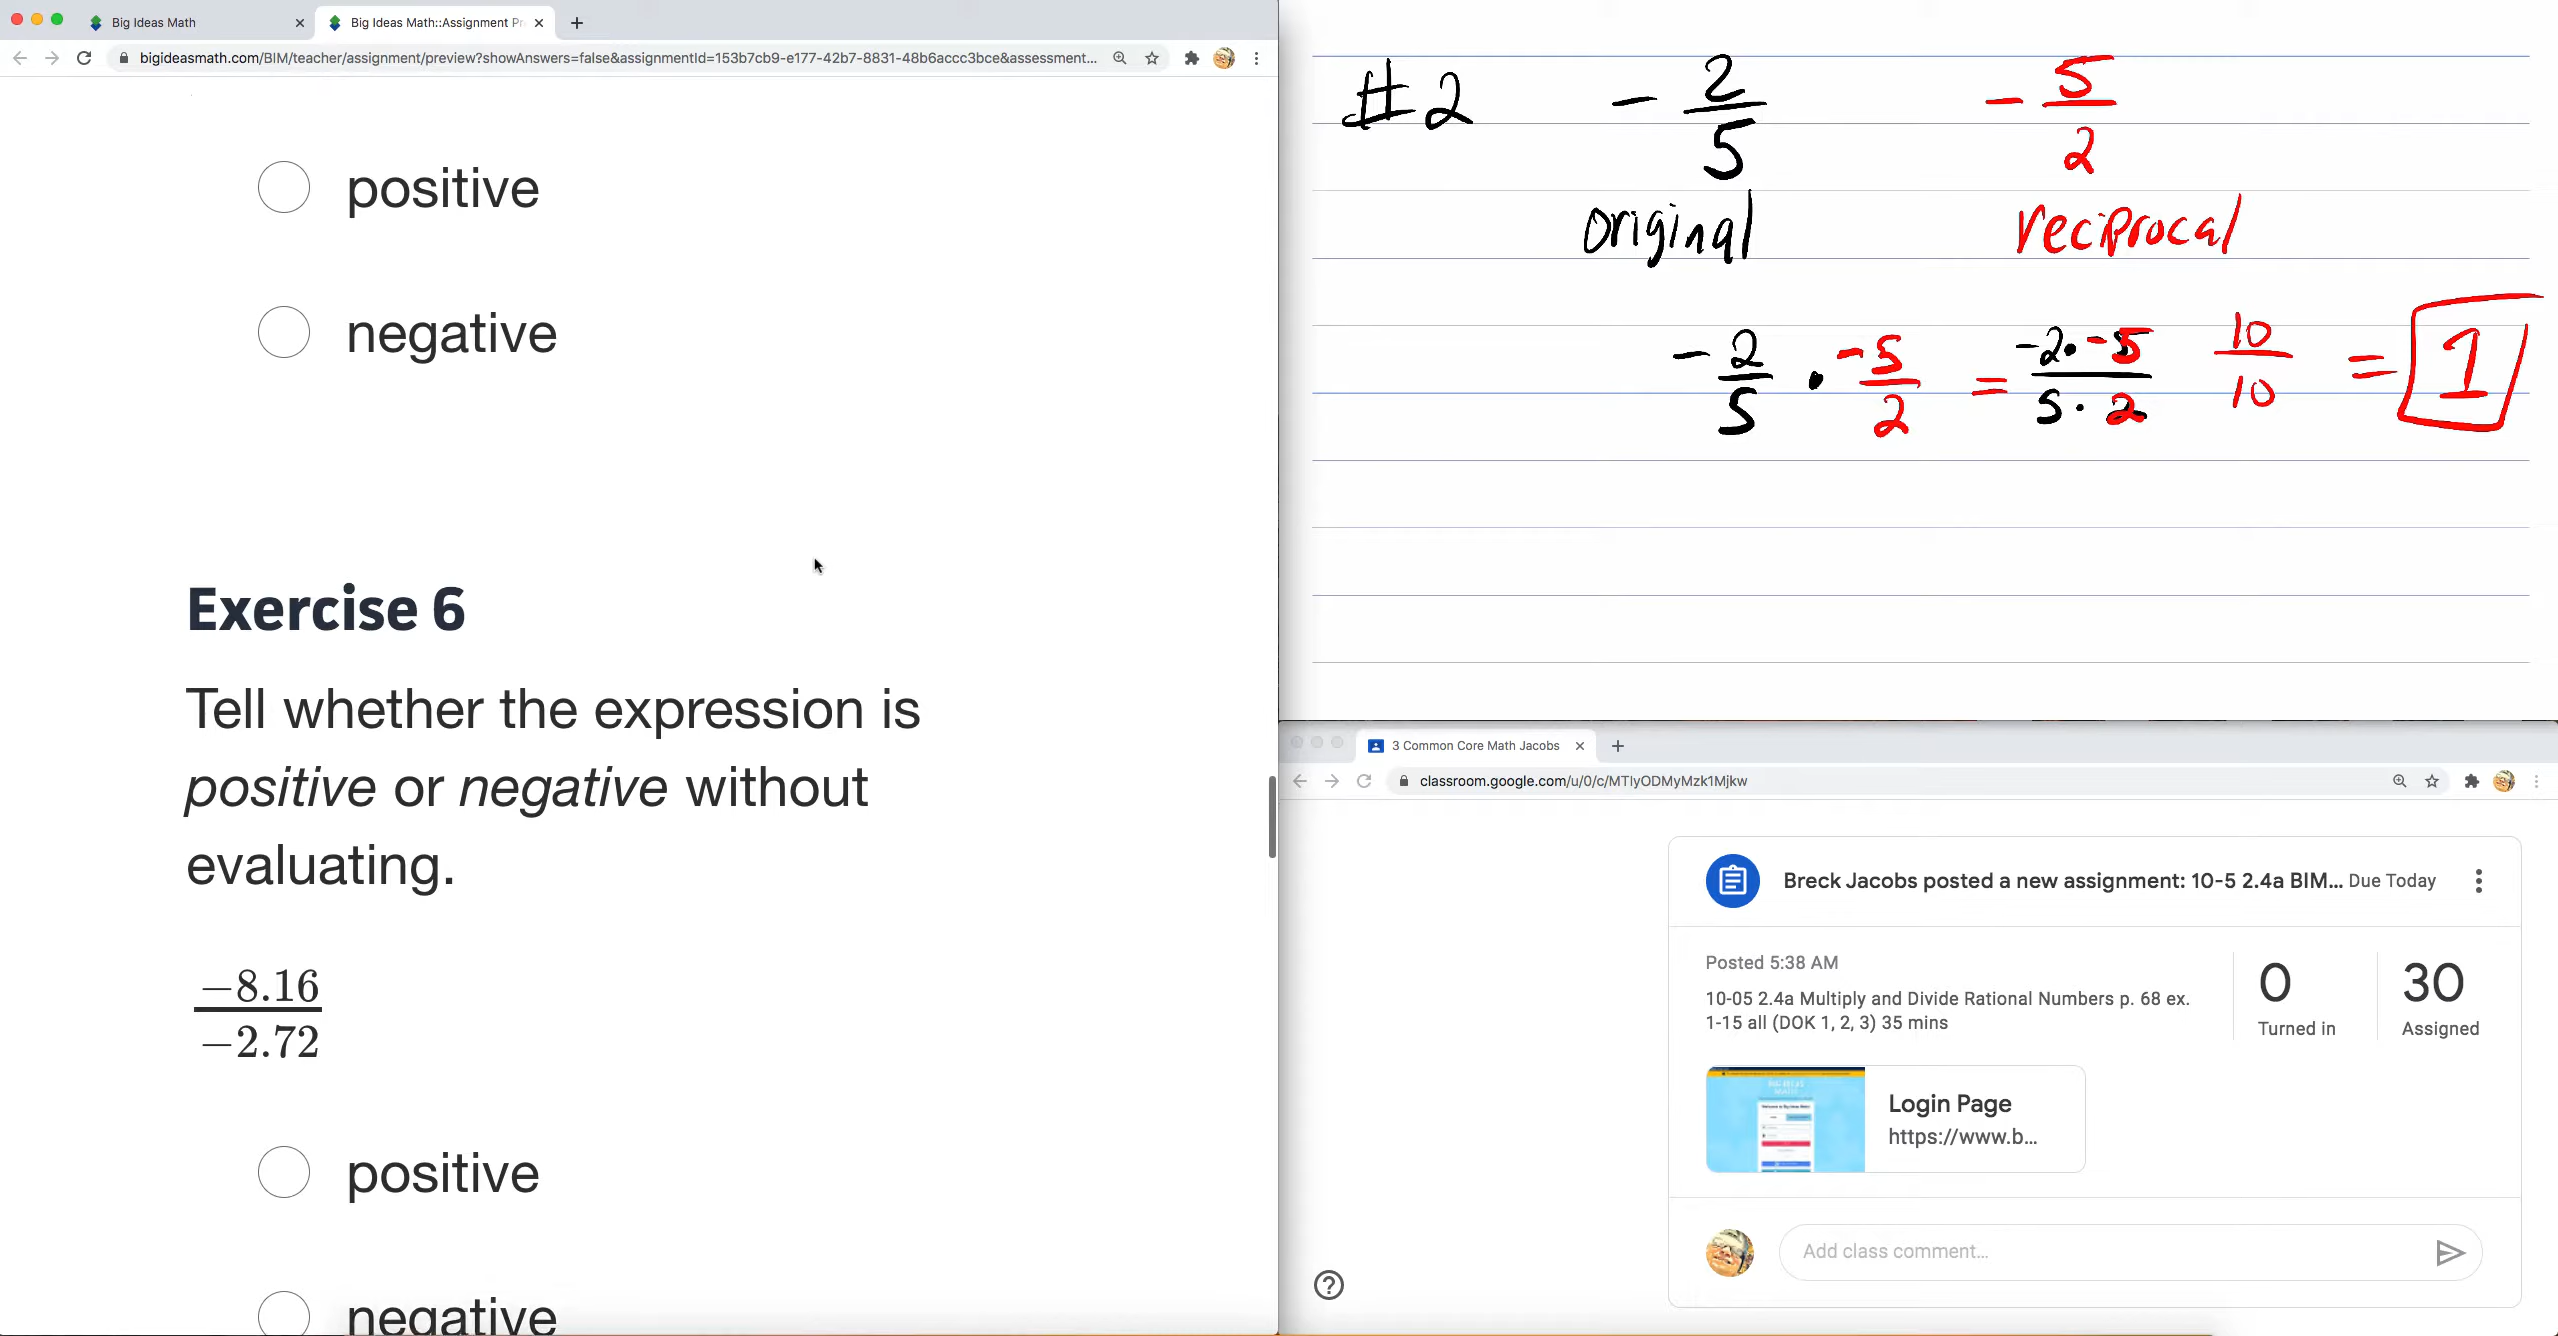 Big Ideas Math
Big Ideas Math::Assignment Pr
bigideasmath.com/BIM/teacher/assignment/preview?showAnswers=false&assignmentId=153b7cb9-e177-42b7-8831-48b6accc3bce&assessment...
positive
negative
Exercise 6
Tell whether the expression is
positive or negative without
evaluating.
−8.16
−2.72
positive
negative
#2 - 2/5 - 5/2
original reciprocal
- 2/5 · -5/2 = -2·-5/5·2 10/10 = 1
3 Common Core Math Jacobs
classroom.google.com/u/0/c/MTIyODMyMzk1Mjkw
Breck Jacobs posted a new assignment: 10-5 2.4a BIM... Due Today
Posted 5:38 AM
10-05 2.4a Multiply and Divide Rational Numbers p. 68 ex.
1-15 all (DOK 1, 2, 3) 35 mins
0
Turned in
30
Assigned
Login Page
https://www.b...
Add class comment...